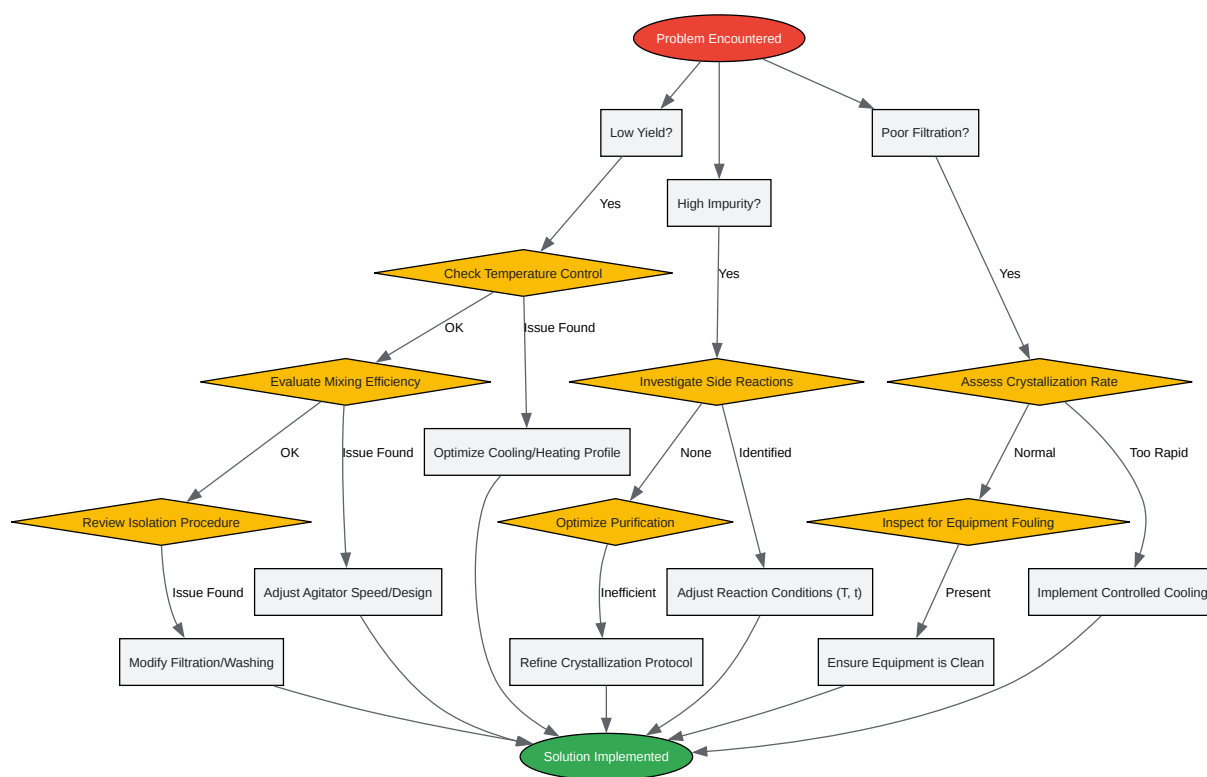 Problem Encountered
Low Yield?
Poor Filtration?
High Impurity?
Yes
Check Temperature Control
Yes
Yes
OK
Issue Found
Evaluate Mixing Efficiency
Investigate Side Reactions
Assess Crystallization Rate
OK
Issue Found
Optimize Cooling/Heating Profile
None
Identified
Normal
Too Rapid
Review Isolation Procedure
Optimize Purification
Inspect for Equipment Fouling
Issue Found
Adjust Agitator Speed/Design
Inefficient
Adjust Reaction Conditions (T, t)
Present
Implement Controlled Cooling
Modify Filtration/Washing
Refine Crystallization Protocol
Ensure Equipment is Clean
Solution Implemented